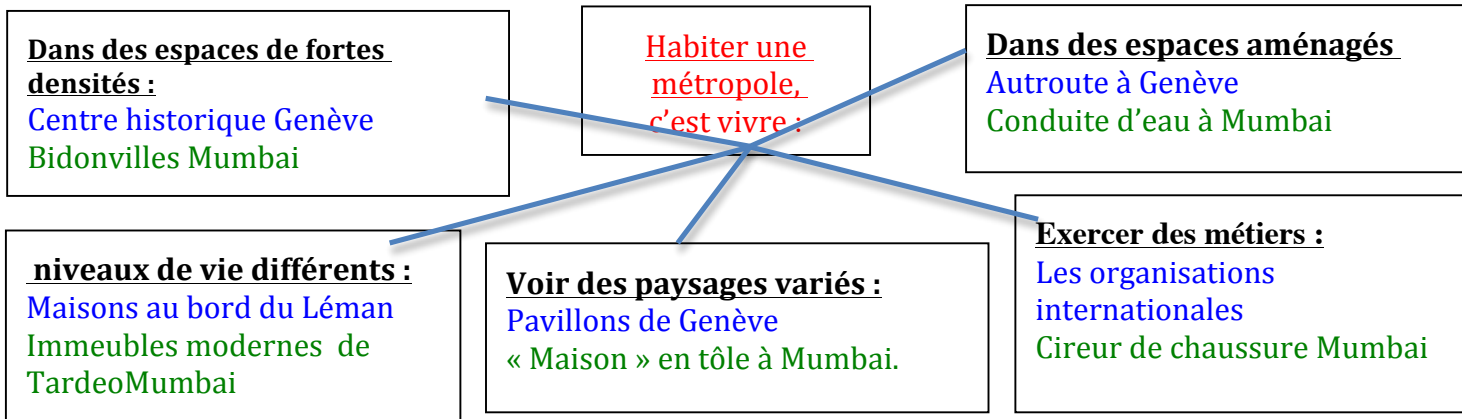 Dans des espaces de fortes
densités :
Centre historique Genève
Bidonvilles Mumbai
Habiter une
métropole,
c’est vivre :
Dans des espaces aménagés
Autroute à Genève
Conduite d’eau à Mumbai
niveaux de vie différents :
Maisons au bord du Léman
Immeubles modernes de
TardeoMumbai
Voir des paysages variés :
Pavillons de Genève
« Maison » en tôle à Mumbai.
Exercer des métiers :
Les organisations
internationales
Cireur de chaussure Mumbai